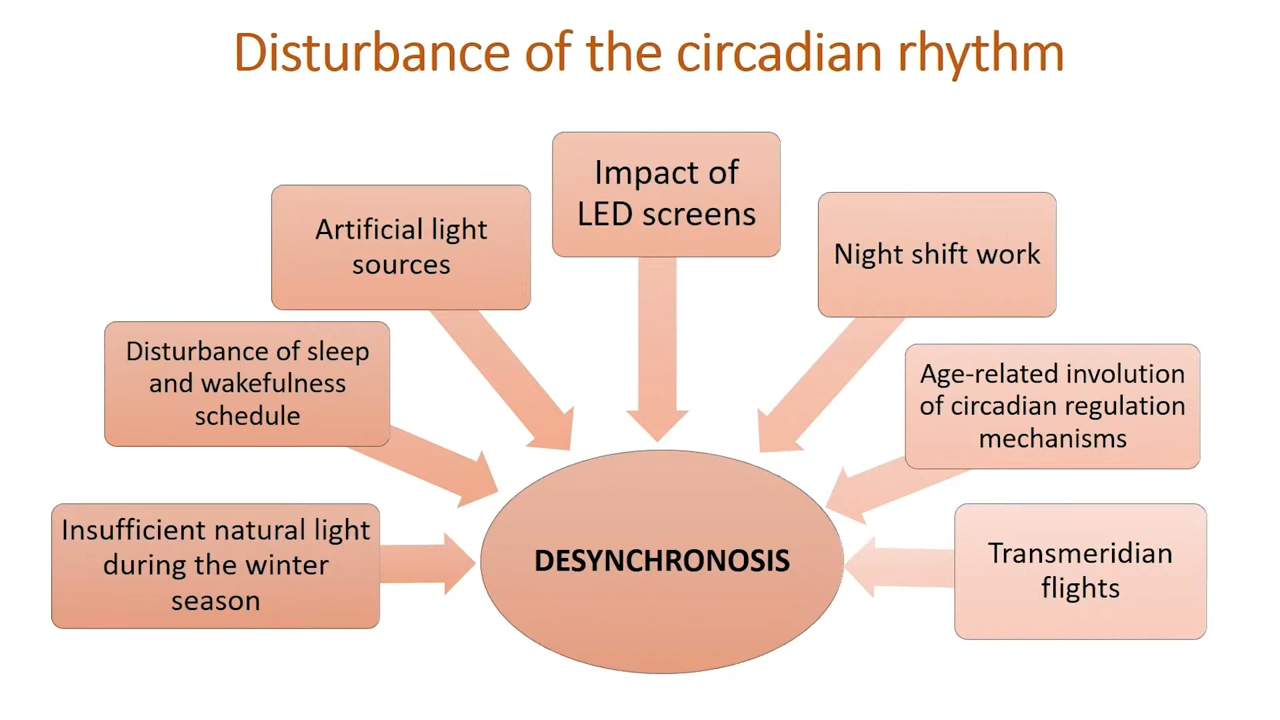 Disturbance of the circadian rhythm
Impact of
LED screens
Artificial light
sources
Night shift work
Disturbance of sleep
and wakefulness
schedule
Age-related involution
of circadian regulation
mechanisms
Insufficient natural light
during the winter
season
DESYNCHRONOSIS
Transmeridian
flights